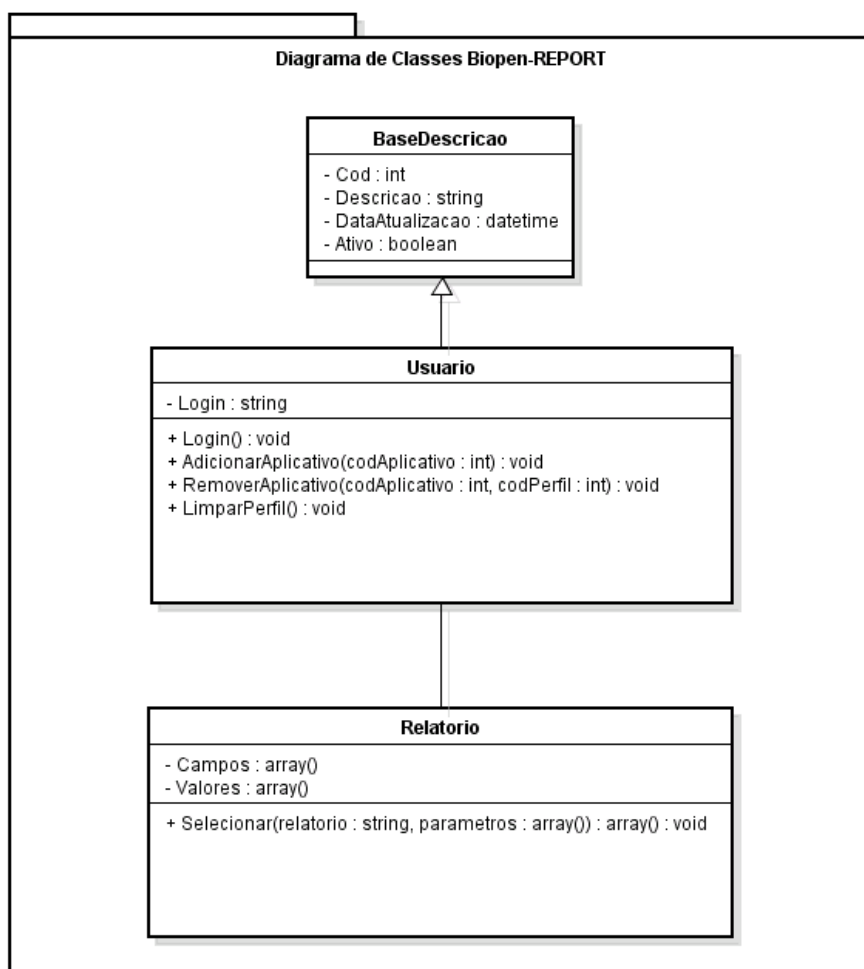 Diagrama de Classes Biopen-REPORT
BaseDescricao
- Cod : int
- Descricao : string
- DataAtualizacao : datetime
- Ativo : boolean
Usuario
- Login : string
+ Login() : void
+ AdicionarAplicativo(codAplicativo : int) : void
+ RemoverAplicativo(codAplicativo : int, codPerfil : int) : void
+ LimparPerfil() : void
Relatorio
- Campos : array()
- Valores : array()
+ Selecionar(relatorio : string, parametros : array()) : array() : void